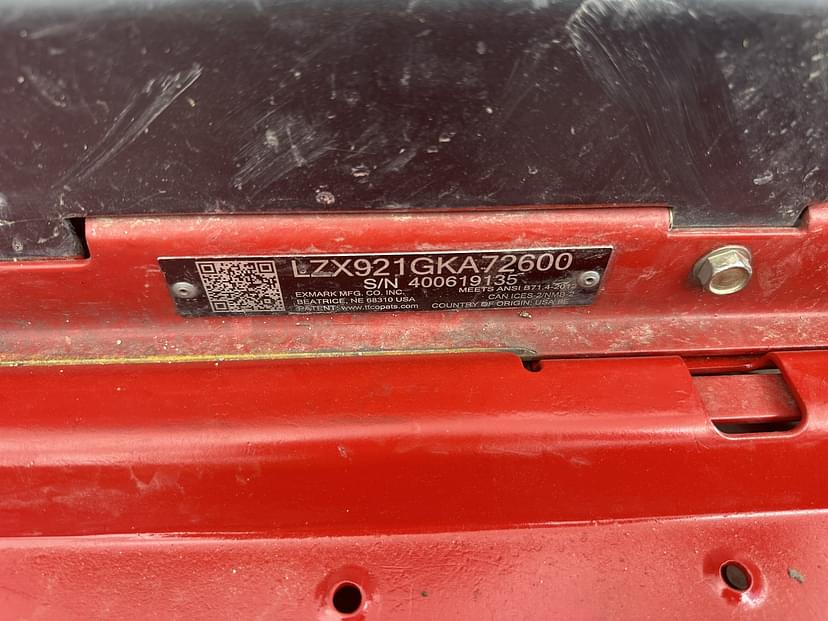 LZX921GKA72600
S/N 400619135
EXMARK MFG. CO. INC. MEETS ANSI B71.4-2012
BEATRICE, NE 68310 USA CAN ICES-2/NMB-2
PATENT: www.ttcopats.com COUNTRY OF ORIGIN: USA BE